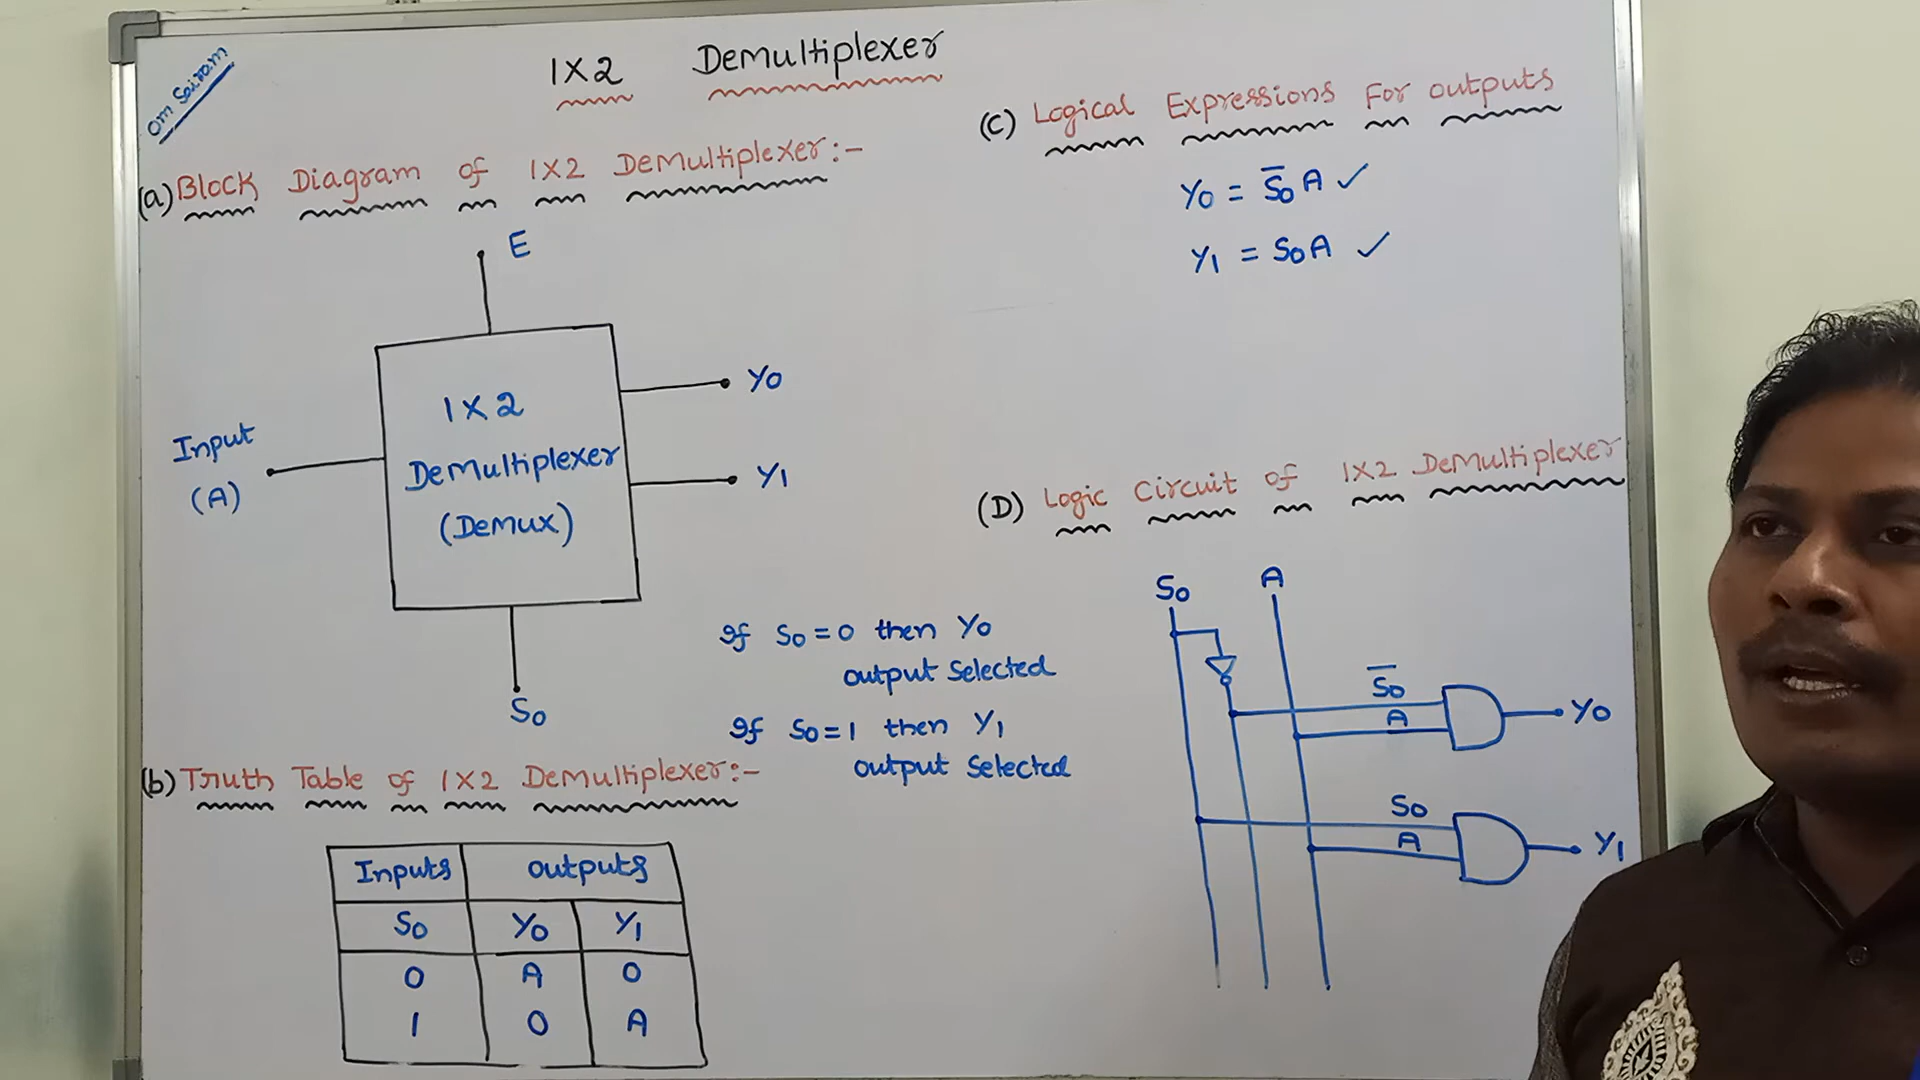 Om Sairam
1X2 Demultiplexer
(a) Block Diagram of 1X2 Demultiplexer:-
E
Input
(A)
1X2
Demultiplexer
(Demux)
Y0
Y1
S0
If S0=0 then Y0
output selected
If S0=1 then Y1
output selected
(b) Truth Table of 1X2 Demultiplexer:-
Inputs outputs
S0 Y0 Y1
0 A 0
1 0 A
(C) Logical Expressions For outputs
Y0 = S̅0 A ✓
Y1 = S0 A ✓
(D) Logic Circuit of 1X2 Demultiplexer
S0 A
S̅0
A
Y0
S0
A
Y1